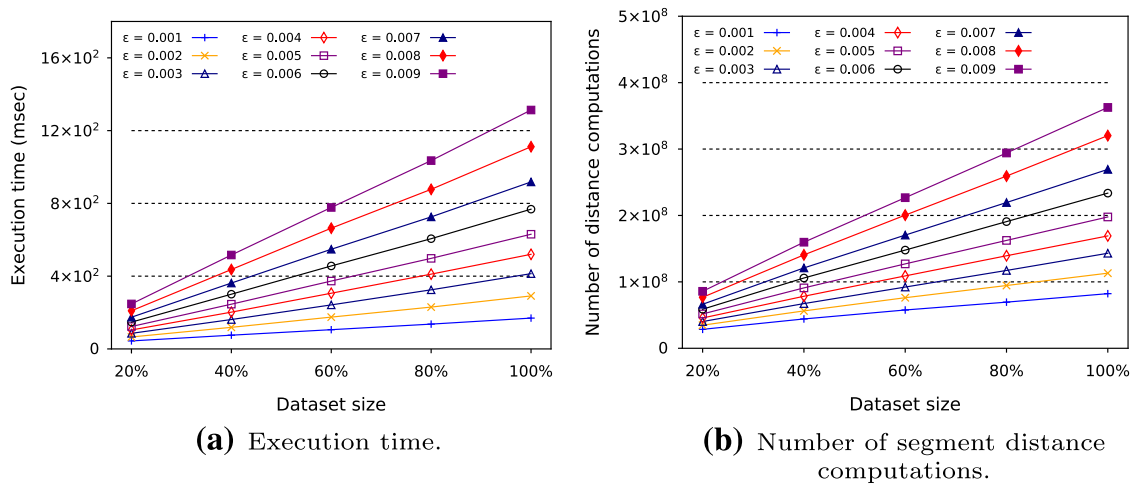 ε = 0.001 ε = 0.004 ε = 0.007
ε = 0.002 ε = 0.005 ε = 0.008
ε = 0.003 ε = 0.006 ε = 0.009
16×10²
12×10²
8×10²
4×10²
0
Execution time (msec)
20% 40% 60% 80% 100%
Dataset size
(a) Execution time.
ε = 0.001 ε = 0.004 ε = 0.007
ε = 0.002 ε = 0.005 ε = 0.008
ε = 0.003 ε = 0.006 ε = 0.009
5×10⁸
4×10⁸
3×10⁸
2×10⁸
1×10⁸
0
Number of distance computations
20% 40% 60% 80% 100%
Dataset size
(b) Number of segment distance
computations.